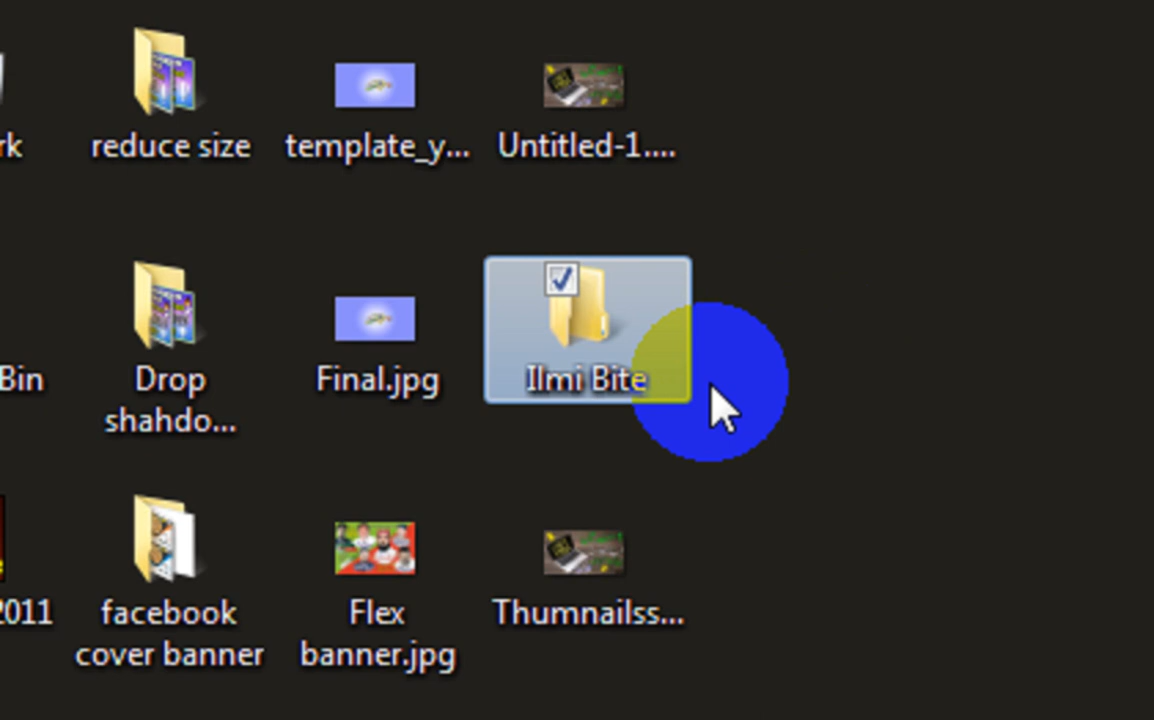 rk
reduce size
template_y...
Untitled-1....
Bin
Drop
shahdo...
Final.jpg
Ilmi Bite
2011
facebook
cover banner
Flex
banner.jpg
Thumnailss...